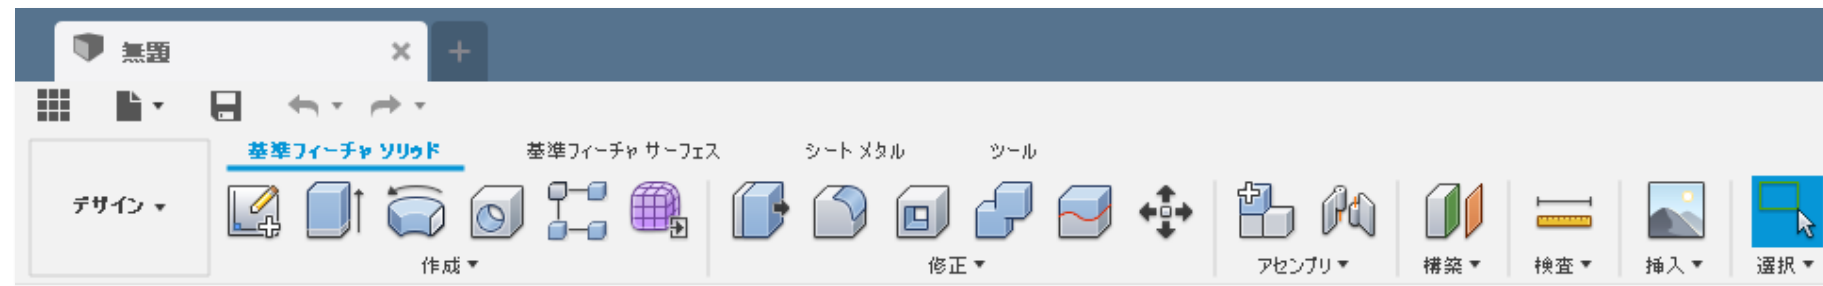 無題
基準フィーチャ ソリッド 基準フィーチャ サーフェス シート メタル ツール
デザイン
作成 修正 アセンブリ 構築 検査 挿入 選択